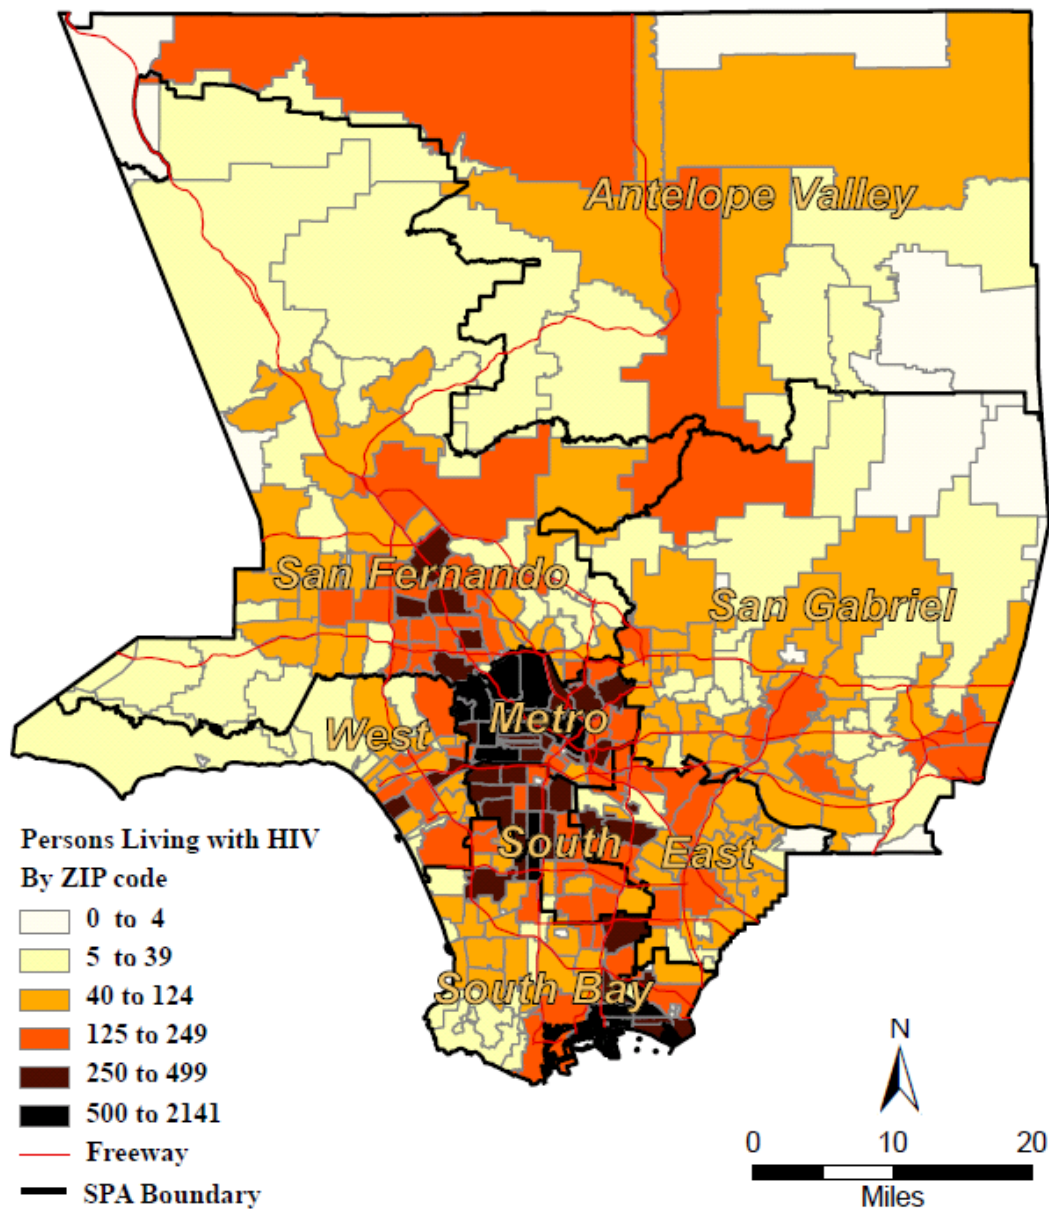 Antelope Valley
San Fernando
San Gabriel
West
Metro
South
East
South Bay
Persons Living with HIV
By ZIP code
0 to 4
5 to 39
40 to 124
125 to 249
250 to 499
500 to 2141
Freeway
SPA Boundary
N
0 10 20
Miles